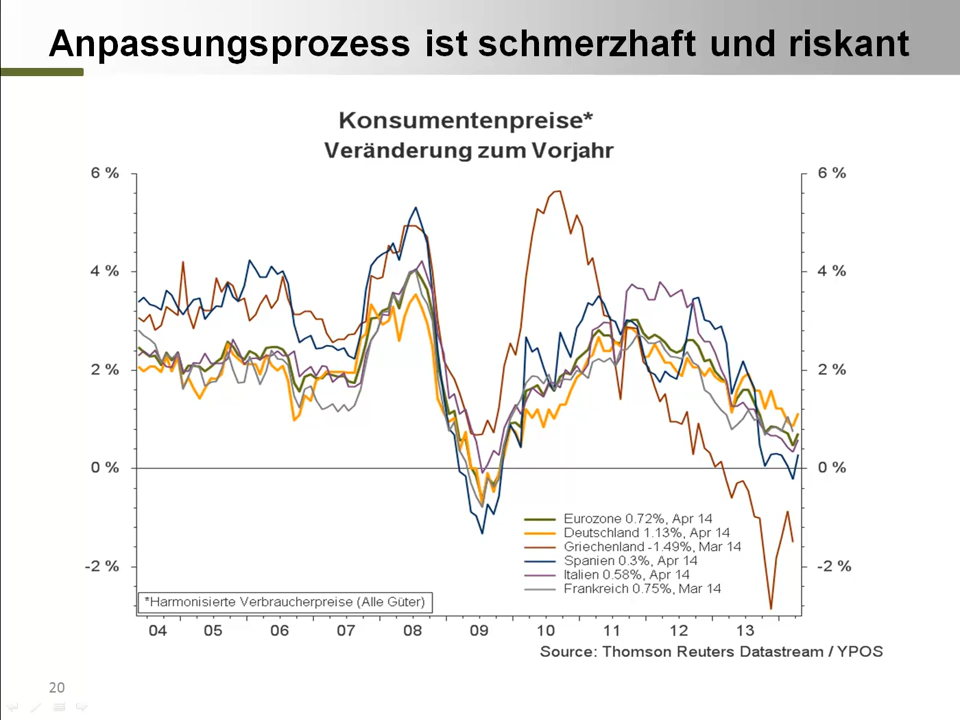 Anpassungsprozess ist schmerzhaft und riskant
Konsumentenpreise*
Veränderung zum Vorjahr
6 % 6 %
4 % 4 %
2 % 2 %
0 % 0 %
-2 % -2 %
Eurozone 0.72%, Apr 14
Deutschland 1.13%, Apr 14
Griechenland -1.49%, Mar 14
Spanien 0.3%, Apr 14
Italien 0.58%, Apr 14
Frankreich 0.75%, Mar 14
*Harmonisierte Verbraucherpreise (Alle Güter)
04 05 06 07 08 09 10 11 12 13
Source: Thomson Reuters Datastream / YPOS
20